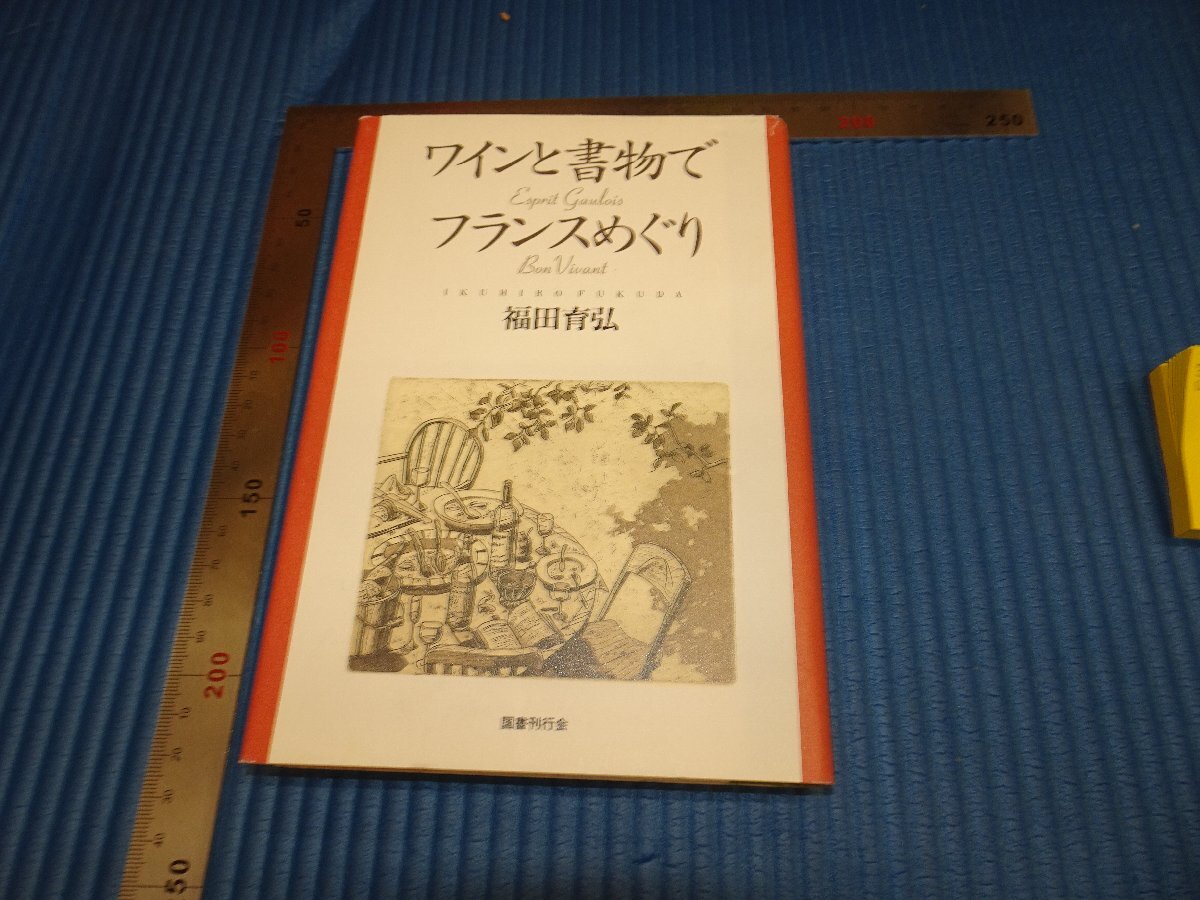 ワインと書物で
Esprit Gaulois
フランスめぐり
Bon Vivant
IKUHIRO FUKUDA
福田育弘
国書刊行会
200
250
50
100
150
200
50